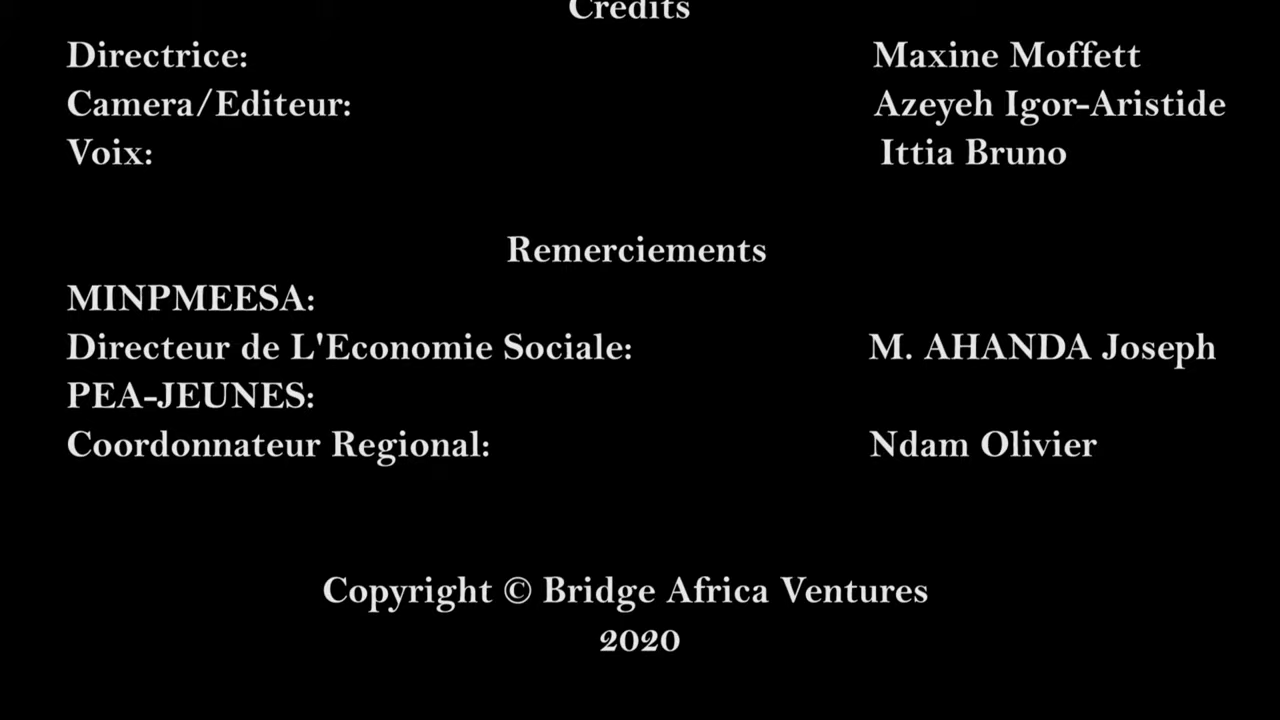 Credits
Directrice: Maxine Moffett
Camera/Editeur: Azeyeh Igor-Aristide
Voix: Ittia Bruno
Remerciements
MINPMEESA:
Directeur de L'Economie Sociale: M. AHANDA Joseph
PEA-JEUNES:
Coordonnateur Regional: Ndam Olivier
Copyright © Bridge Africa Ventures
2020